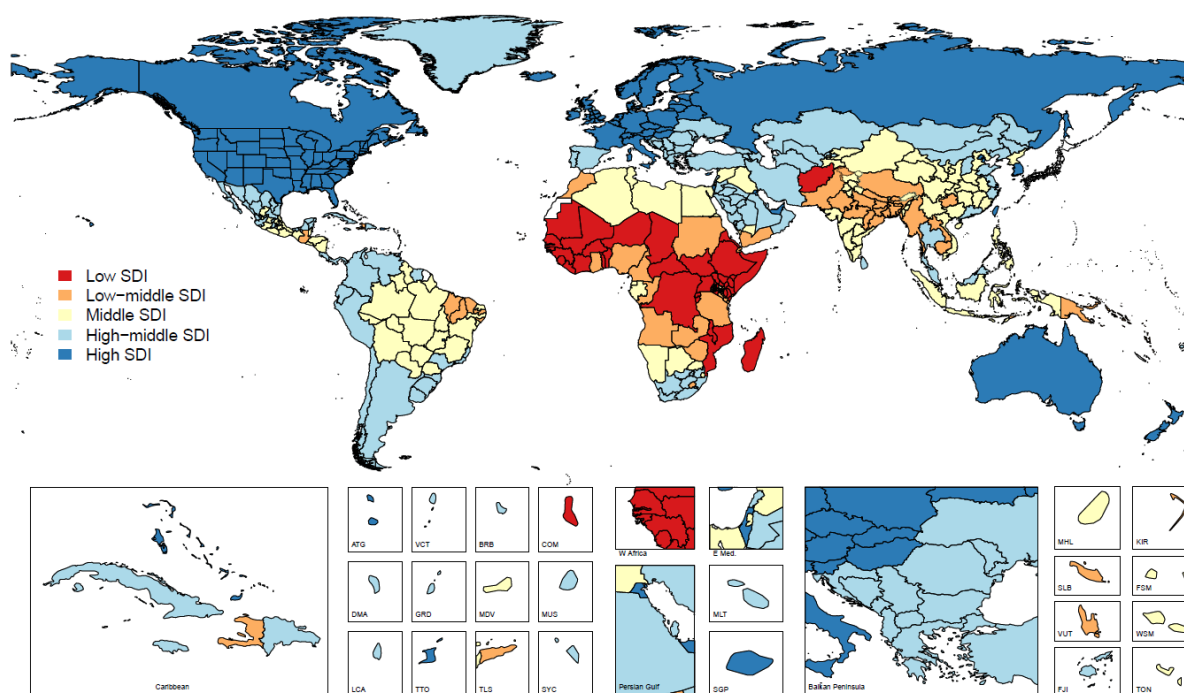 Low SDI
Low−middle SDI
Middle SDI
High−middle SDI
High SDI
Caribbean
ATG
VCT
BRB
COM
DMA
GRD
MDV
MUS
LCA
TTO
TLS
SYC
W Africa
E Med.
Persian Gulf
MLT
SGP
Balkan Peninsula
MHL
KIR
SLB
FSM
VUT
WSM
FJI
TON